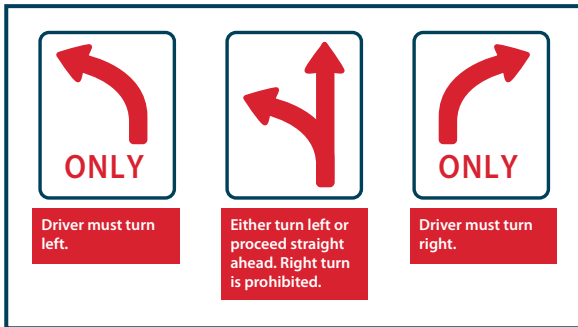 ONLY
ONLY
Driver must turn
left.
Either turn left or
proceed straight
ahead. Right turn
is prohibited.
Driver must turn
right.